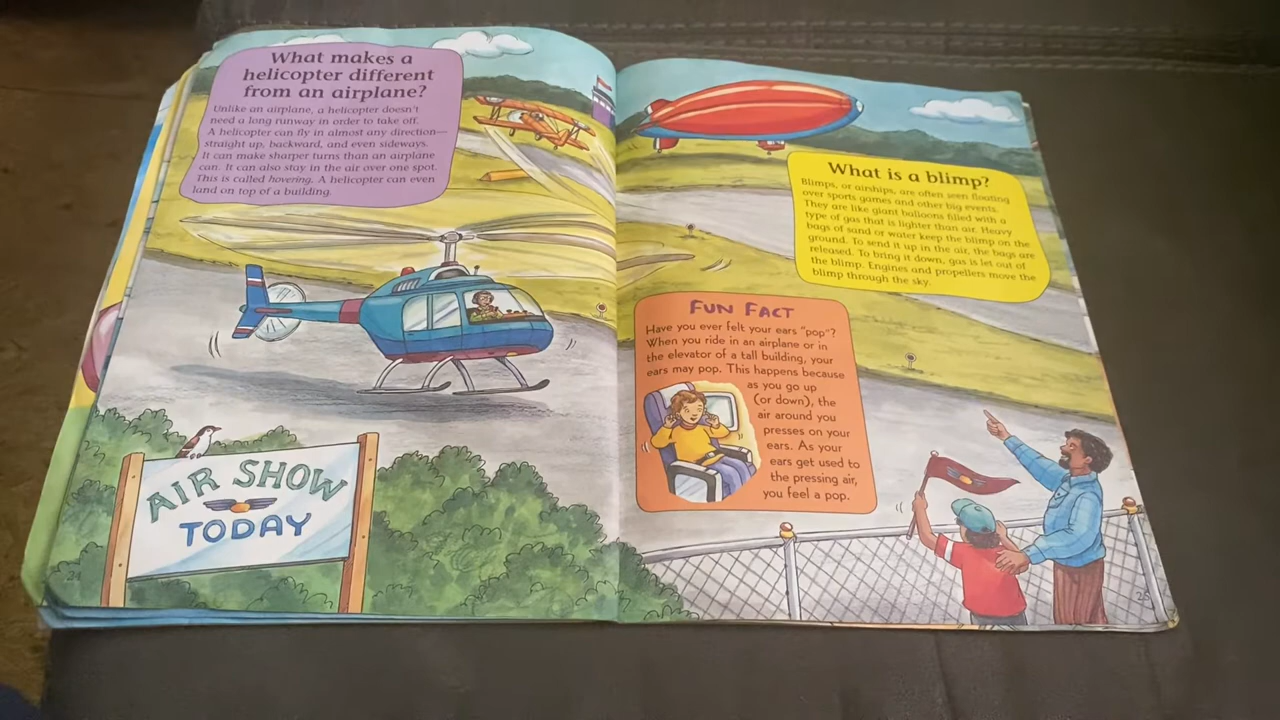 What makes a
helicopter different
from an airplane?
Unlike an airplane, a helicopter doesn't
need a long runway in order to take off.
A helicopter can fly in almost any direction—
straight up, backward, and even sideways.
It can make sharper turns than an airplane
can. It can also stay in the air over one spot.
This is called hovering. A helicopter can even
land on top of a building.
AIR SHOW
TODAY
24
What is a blimp?
Blimps, or airships, are often seen floating
over sports games and other big events.
They are like giant balloons filled with a
type of gas that is lighter than air. Heavy
bags of sand or water keep the blimp on the
ground. To send it up in the air, the bags are
released. To bring it down, gas is let out of
the blimp. Engines and propellers move the
blimp through the sky.
FUN FACT
Have you ever felt your ears "pop"?
When you ride in an airplane or in
the elevator of a tall building, your
ears may pop. This happens because
as you go up
(or down), the
air around you
presses on your
ears. As your
ears get used to
the pressing air,
you feel a pop.
25